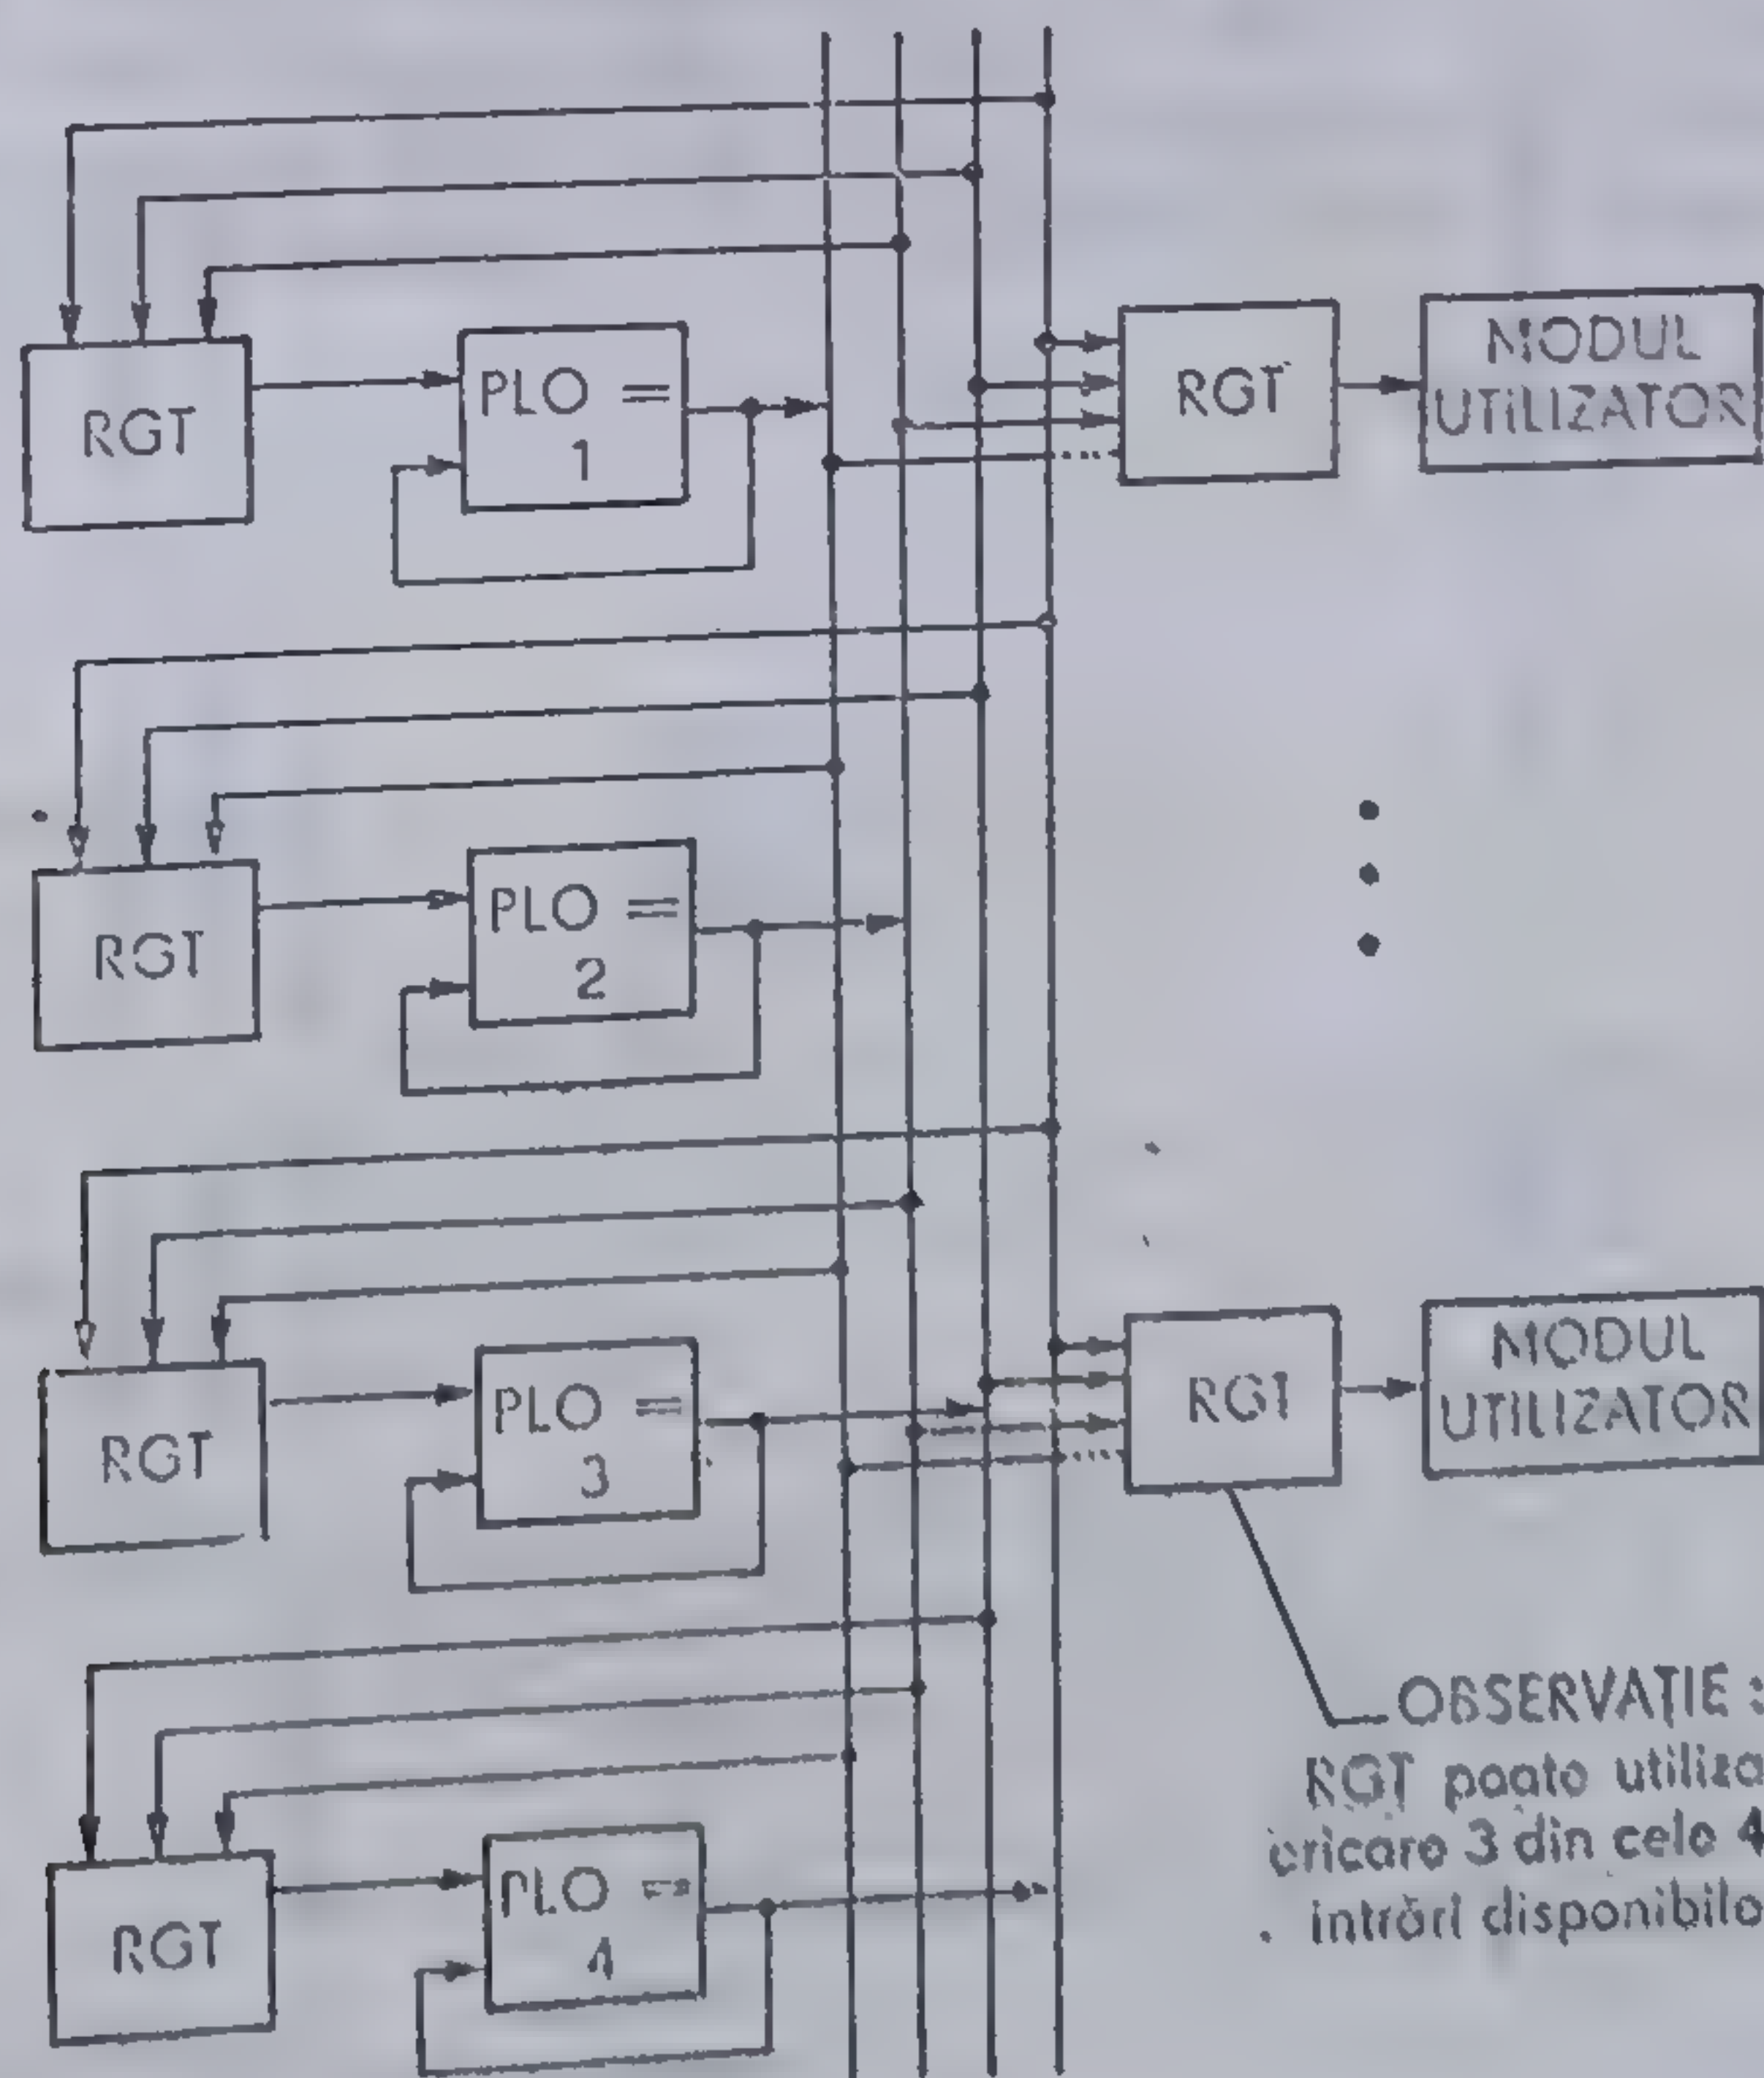 RGT
PLO =
1
RGT
MODUL
UTILIZATOR
RGT
PLO =
2
RGT
PLO =
3
RGT
MODUL
UTILIZATOR
OBSERVAȚIE :
RGT poate utiliza
oricare 3 din cele 4
intrări disponibile
RGT
PLO =
4